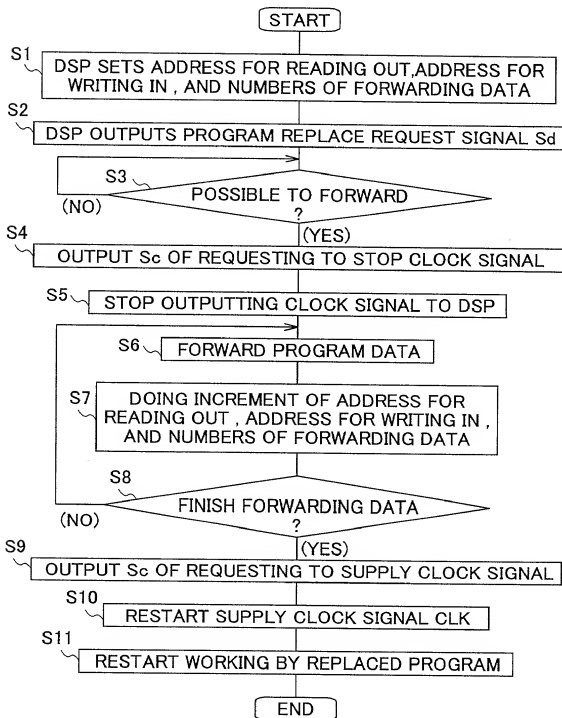 START
S1
DSP SETS ADDRESS FOR READING OUT,ADDRESS FOR
WRITING IN , AND NUMBERS OF FORWARDING DATA
S2
DSP OUTPUTS PROGRAM REPLACE REQUEST SIGNAL Sd
S3
POSSIBLE TO FORWARD
?
(NO)
(YES)
S4
OUTPUT Sc OF REQUESTING TO STOP CLOCK SIGNAL
S5
STOP OUTPUTTING CLOCK SIGNAL TO DSP
S6
FORWARD PROGRAM DATA
S7
DOING INCREMENT OF ADDRESS FOR
READING OUT , ADDRESS FOR WRITING IN ,
AND NUMBERS OF FORWARDING DATA
S8
FINISH FORWARDING DATA
?
(NO)
(YES)
S9
OUTPUT Sc OF REQUESTING TO SUPPLY CLOCK SIGNAL
S10
RESTART SUPPLY CLOCK SIGNAL CLK
S11
RESTART WORKING BY REPLACED PROGRAM
END